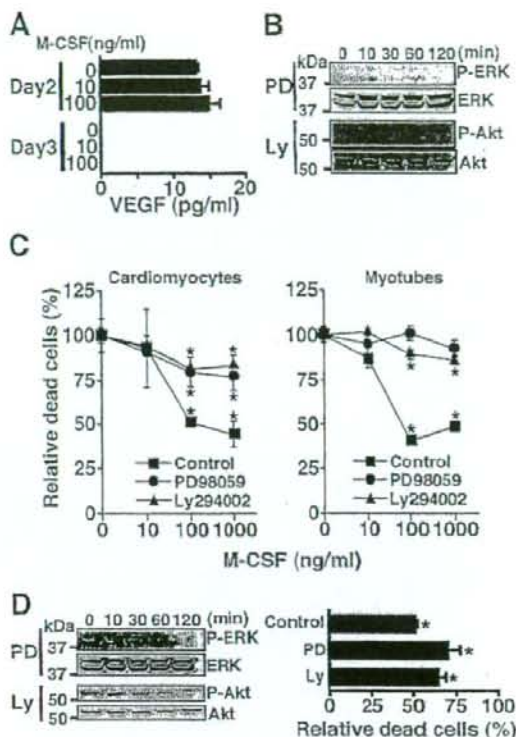 A
M-CSF(ng/ml)
Day2
0
10
100
Day3
0
10
100
0 10 15 20
VEGF (pg/ml)
B
kDa 0 10 30 60 120 (min)
PD
37
P-ERK
37
ERK
Ly
50
P-Akt
50
Akt
C
Cardiomyocytes
Myotubes
Relative dead cells (%)
125
100
75
50
25
0
125
100
75
50
25
0
* * * * * *
* * * * *
Control
PD98059
Ly294002
Control
PD98059
Ly294002
0 10 100 1000
0 10 100 1000
M-CSF (ng/ml)
D
kDa 0 10 30 60 120 (min)
PD
37
P-ERK
37
ERK
Ly
50
P-Akt
50
Akt
Control *
PD *
Ly *
0 25 50 75 100
Relative dead cells (%)